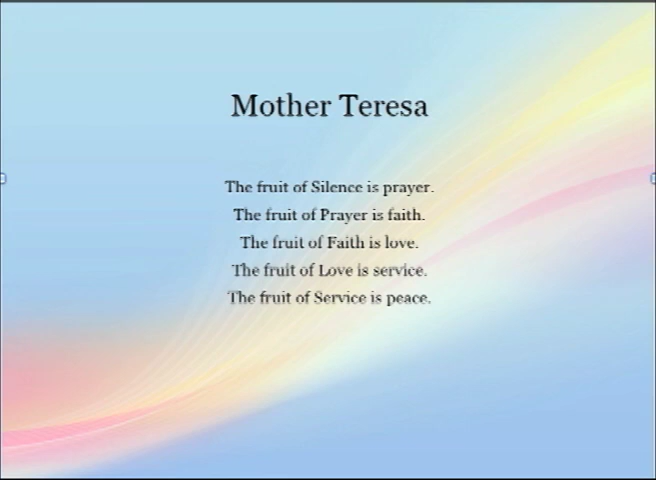 Mother Teresa
The fruit of Silence is prayer.
The fruit of Prayer is faith.
The fruit of Faith is love.
The fruit of Love is service.
The fruit of Service is peace.